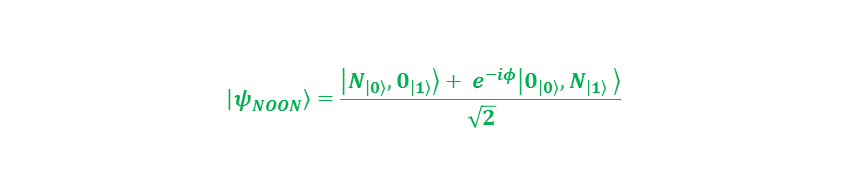 |ψ_NOON⟩ = (|N_|0⟩, 0_|1⟩⟩ + e^{-iϕ}|0_|0⟩, N_|1⟩⟩) / √2